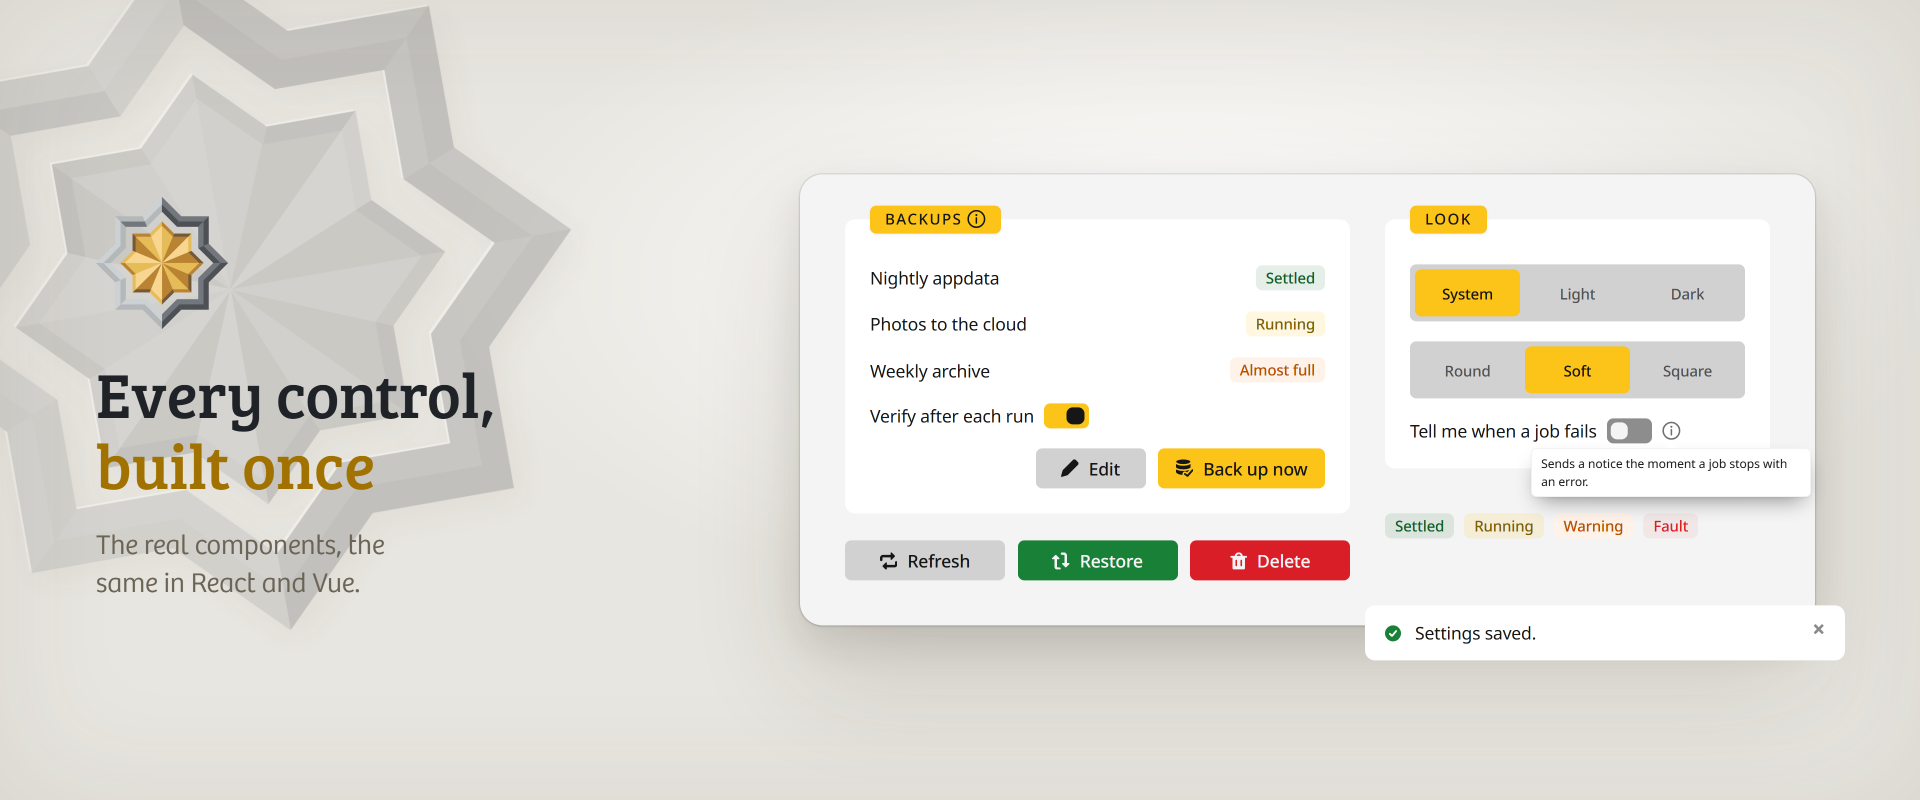 Every control,
built once
The real components, the
same in React and Vue.
BACKUPS
Nightly appdata
Settled
Photos to the cloud
Running
Weekly archive
Almost full
Verify after each run
Edit
Back up now
Refresh
Restore
Delete
LOOK
System
Light
Dark
Round
Soft
Square
Tell me when a job fails
Sends a notice the moment a job stops with
an error.
Settled
Running
Warning
Fault
Settings saved.